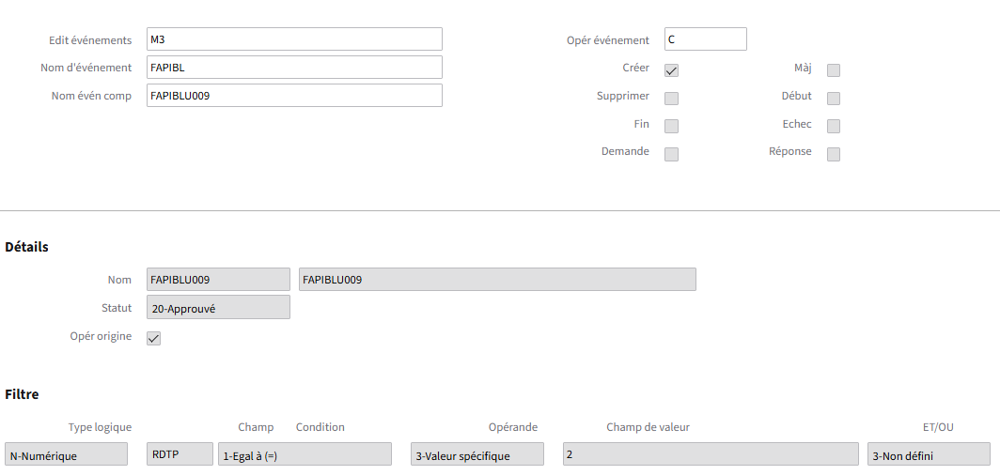 Edit événements M3 Opér événement C
Nom d'événement FAPIBL Créer Màj
Nom évén comp FAPIBLU009 Supprimer Début
Fin Echec
Demande Réponse
Détails
Nom FAPIBLU009 FAPIBLU009
Statut 20-Approuvé
Opér origine
Filtre
Type logique Champ Condition Opérande Champ de valeur ET/OU
N-Numérique RDTP 1-Egal à (=) 3-Valeur spécifique 2 3-Non défini